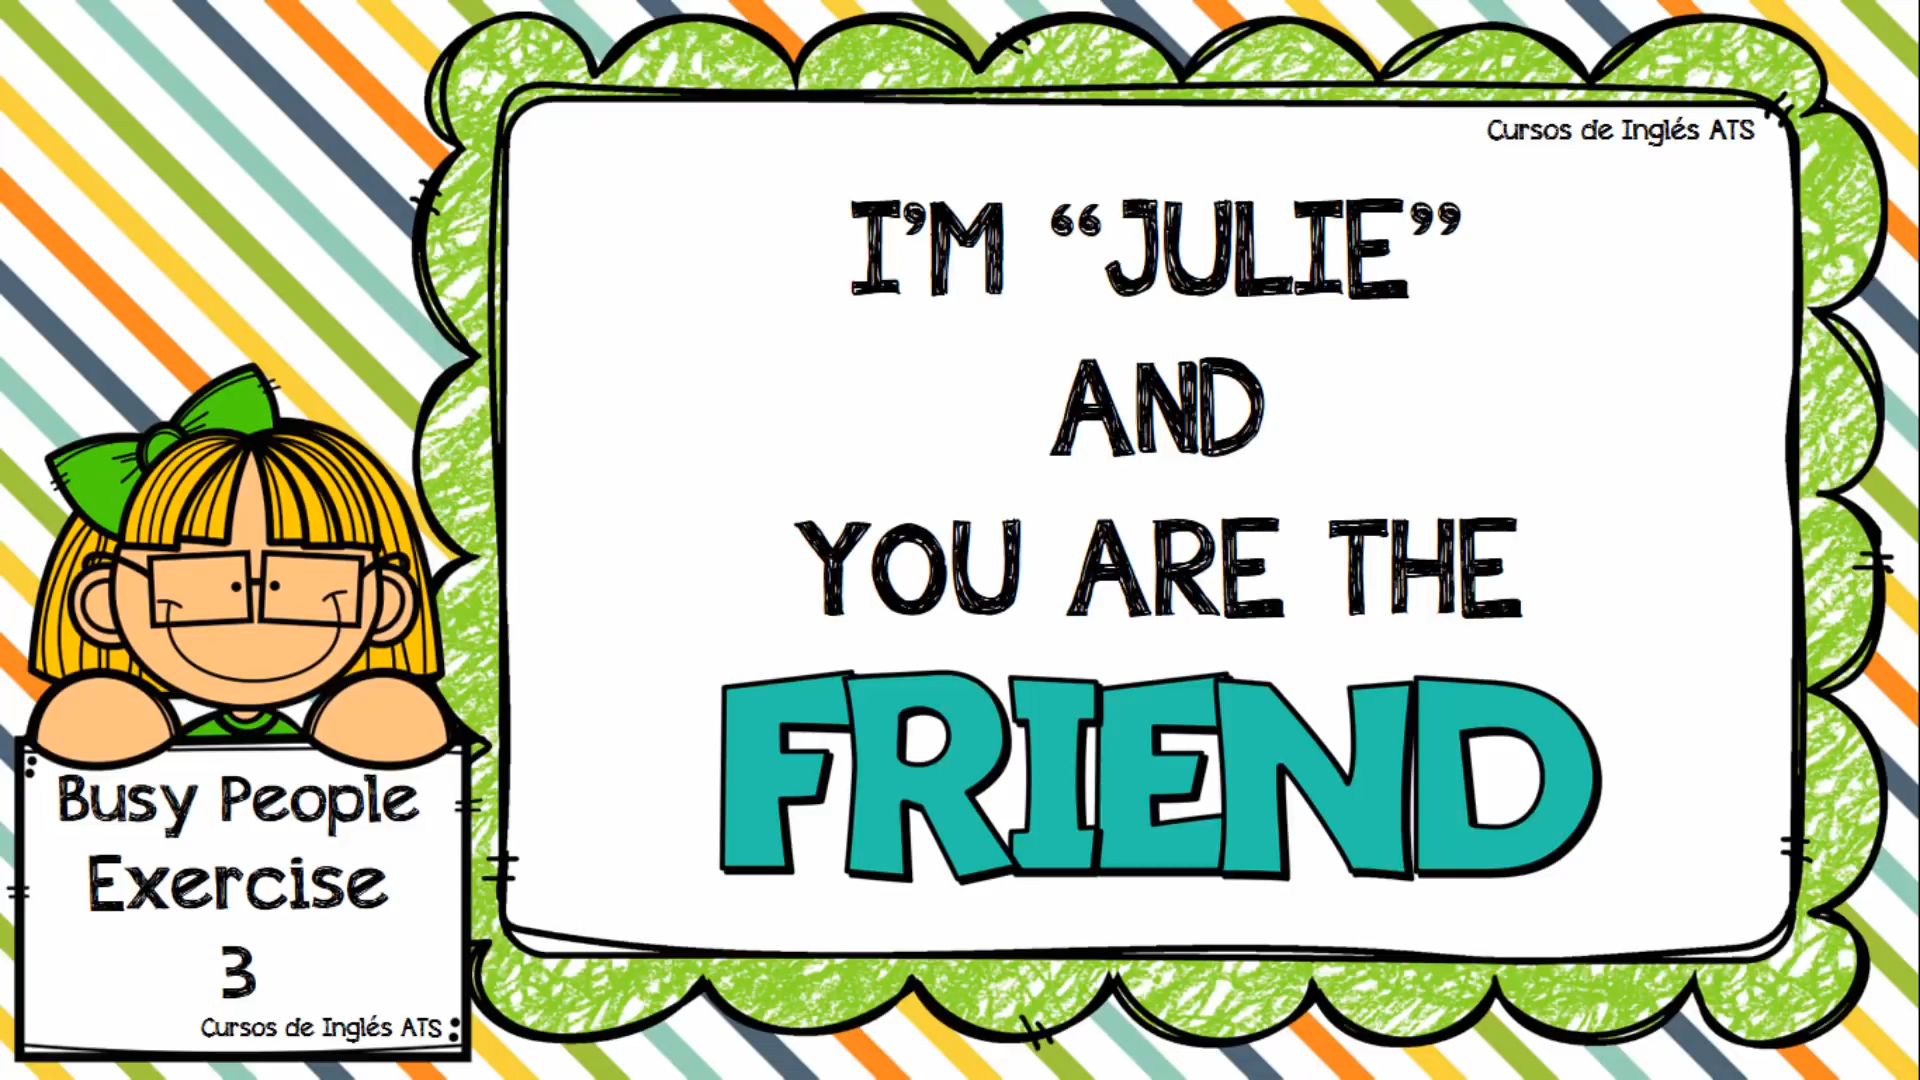 Cursos de Inglés ATS
I'M "JULIE"
AND
YOU ARE THE
FRIEND
Busy People
Exercise
3
Cursos de Inglés ATS